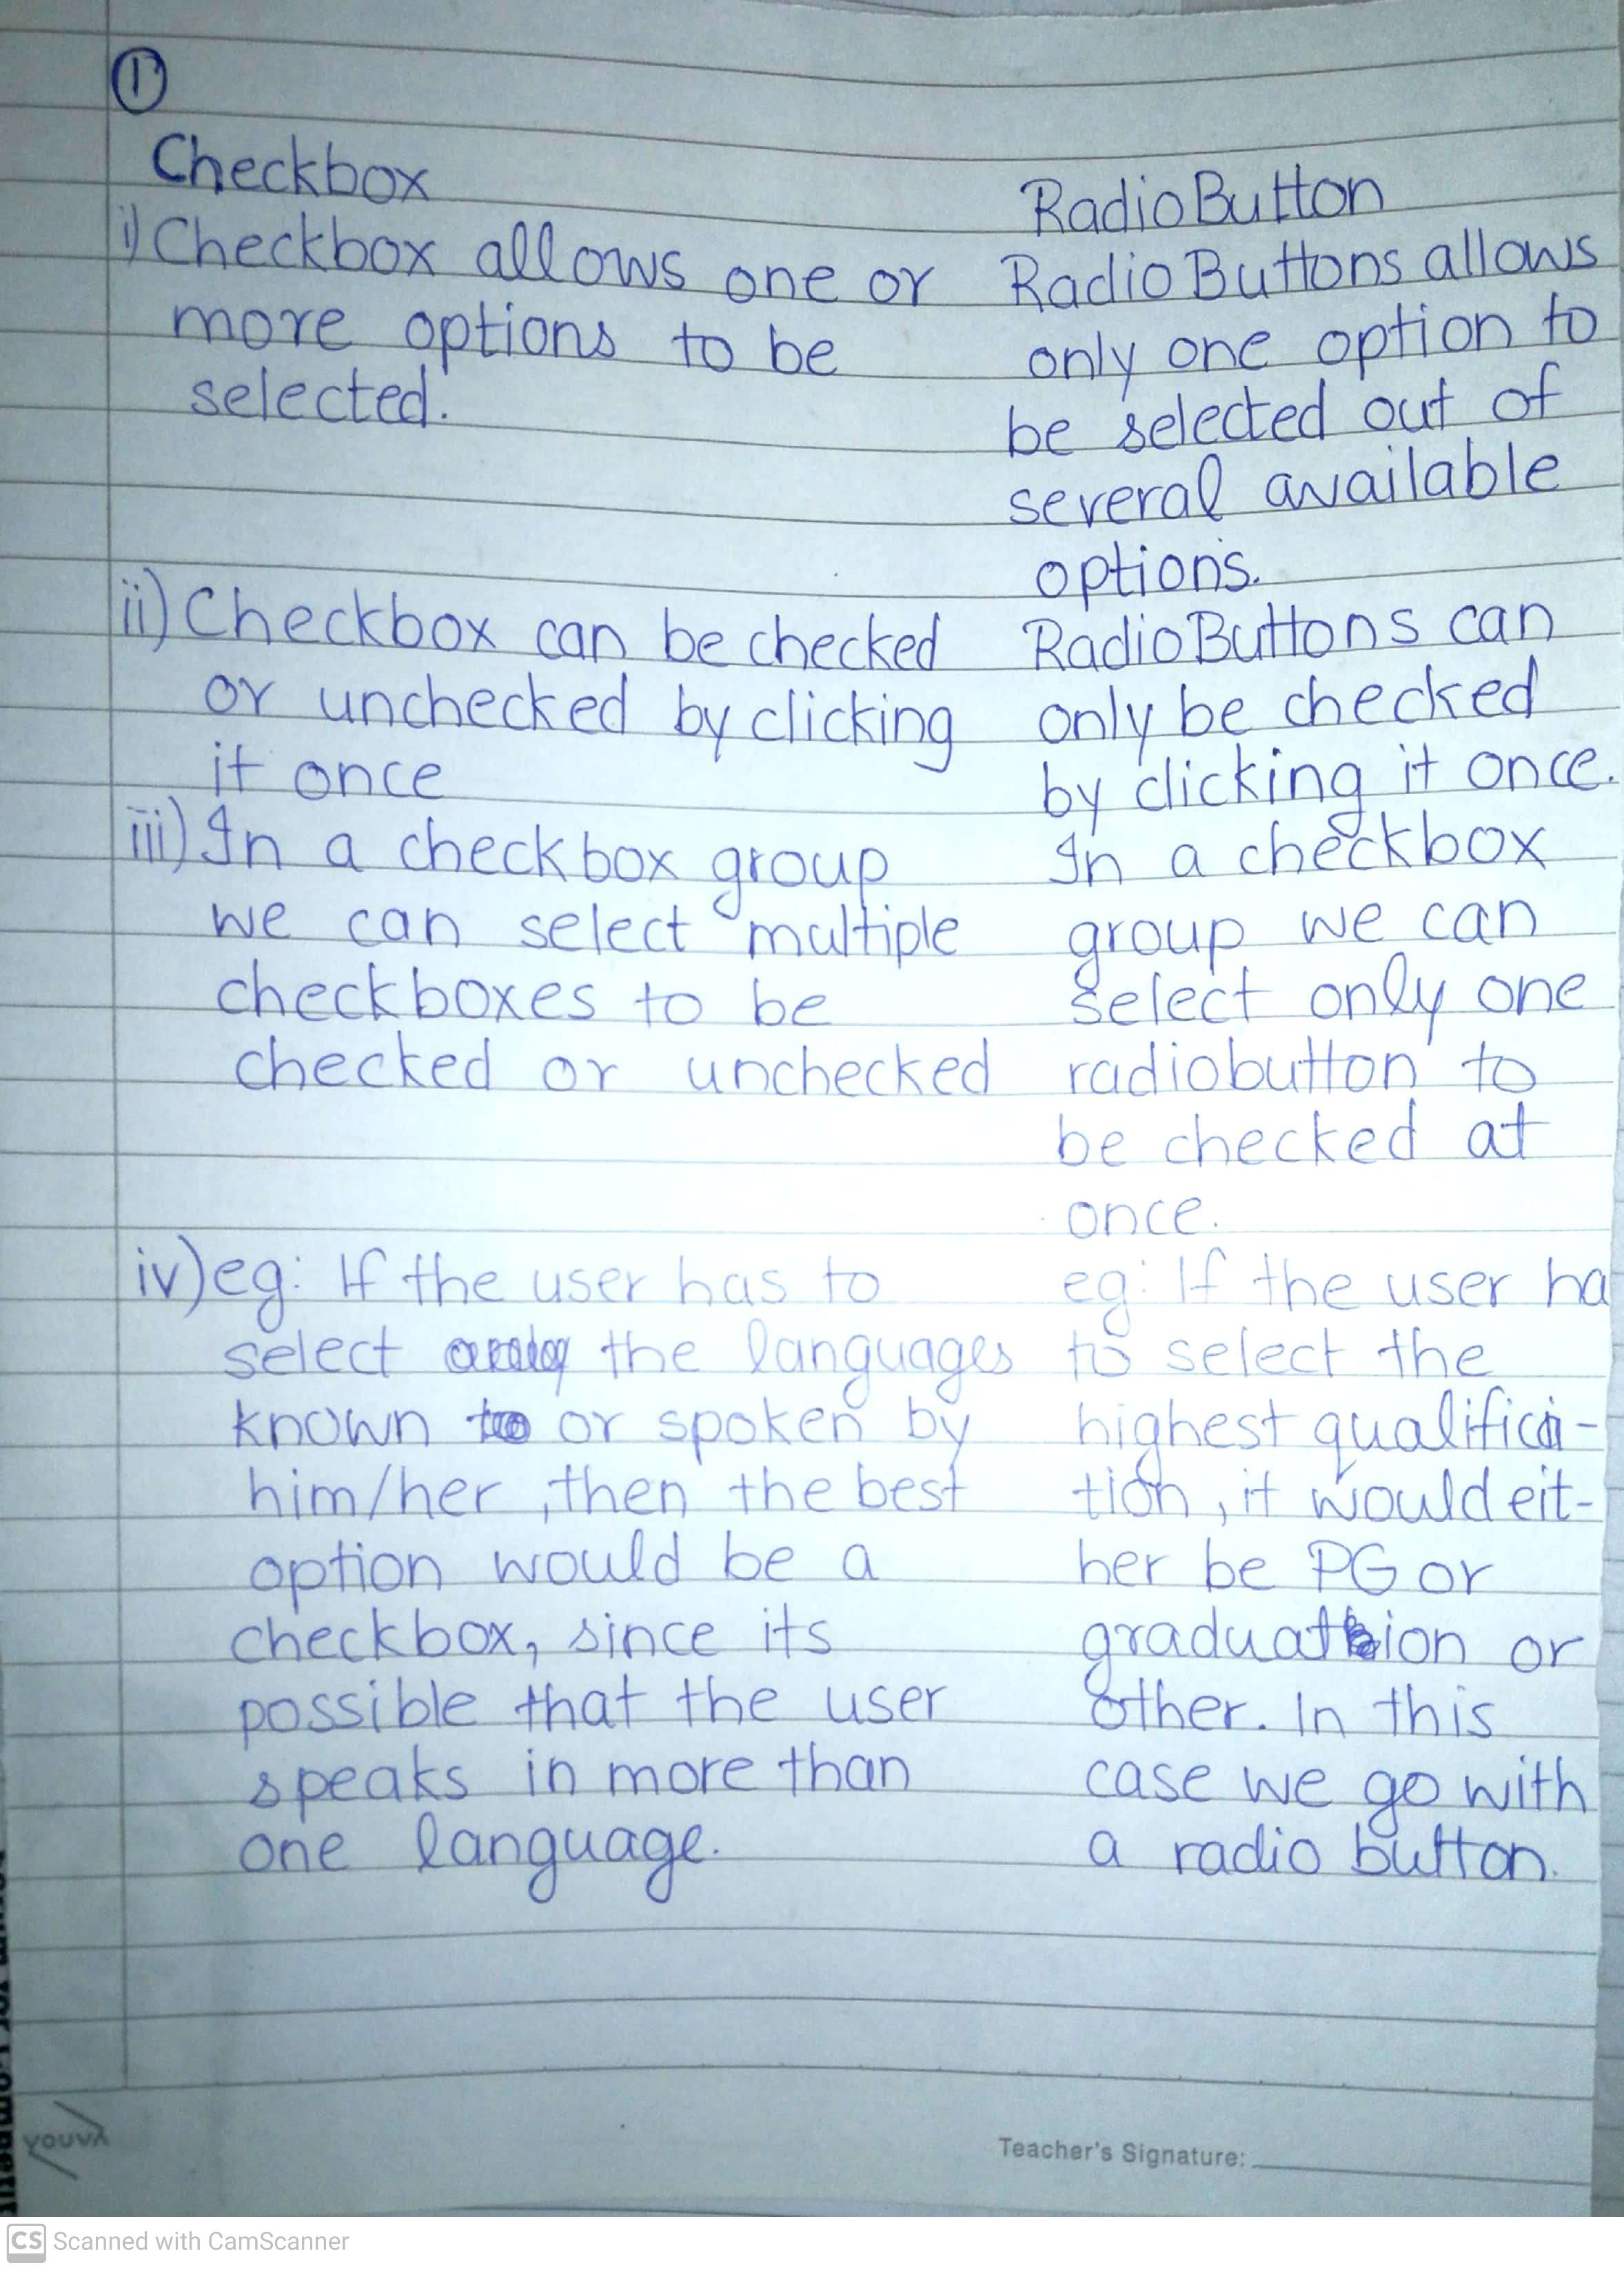 1
Checkbox
i) Checkbox allows one or
more options to be
selected.
ii) Checkbox can be checked
or unchecked by clicking
it once
iii) In a checkbox group
we can select multiple
checkboxes to be
checked or unchecked
iv) eg: If the user has to
select the languages
known or spoken by
him/her, then the best
option would be a
checkbox, since its
possible that the user
speaks in more than
one language.
RadioButton
Radio Buttons allows
only one option to
be selected out of
several available
options.
RadioButtons can
only be checked
by clicking it once.
In a checkbox
group we can
select only one
radiobutton to
be checked at
once.
eg: If the user ha
to select the
highest qualifica-
tion, it would eit-
her be PG or
graduation or
other. In this
case we go with
a radio button.
youva
Teacher's Signature:
CS Scanned with CamScanner